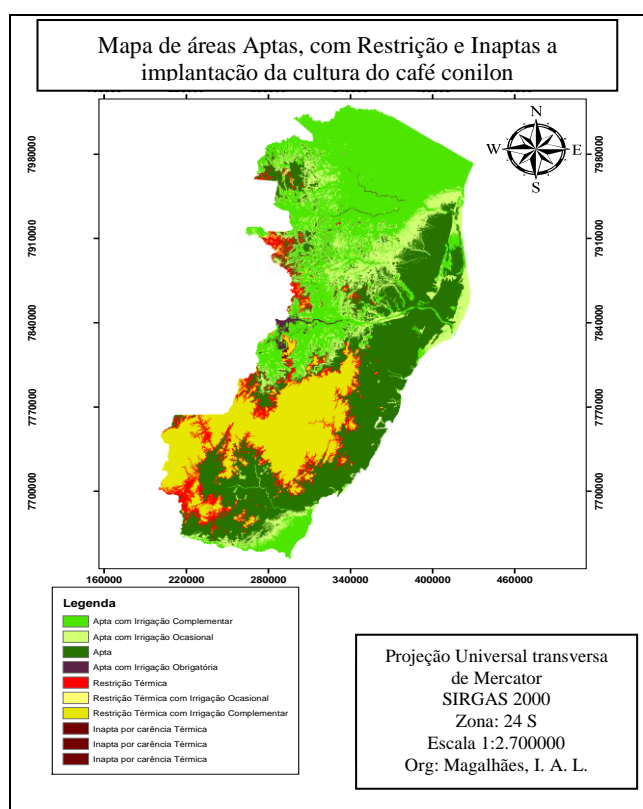 Mapa de áreas Aptas, com Restrição e Inaptas a
implantação da cultura do café conilon
N
W E
S
7980000 7980000
7910000 7910000
7840000 7840000
7770000 7770000
7700000 7700000
160000 220000 280000 340000 400000 460000
Legenda
Apta com Irrigação Complementar
Apta com Irrigação Ocasional
Apta
Apta com Irrigação Obrigatória
Restrição Térmica
Restrição Térmica com Irrigação Ocasional
Restrição Térmica com Irrigação Complementar
Inapta por carência Térmica
Inapta por carência Térmica
Inapta por carência Térmica
Projeção Universal transversa
de Mercator
SIRGAS 2000
Zona: 24 S
Escala 1:2.700000
Org: Magalhães, I. A. L.